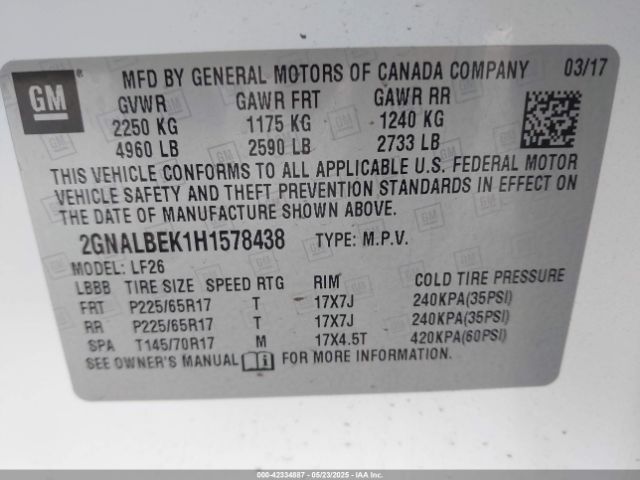 GM ® MFD BY GENERAL MOTORS OF CANADA COMPANY 03/17
GVWR GAWR FRT GAWR RR
2250 KG 1175 KG 1240 KG
4960 LB 2590 LB 2733 LB
THIS VEHICLE CONFORMS TO ALL APPLICABLE U.S. FEDERAL MOTOR
VEHICLE SAFETY AND THEFT PREVENTION STANDARDS IN EFFECT ON
THE DATE OF MANUFACTURE SHOWN ABOVE.
2GNALBEK1H1578438 TYPE: M.P.V.
MODEL: LF26
LBBB TIRE SIZE SPEED RTG RIM COLD TIRE PRESSURE
FRT P225/65R17 T 17X7J 240KPA(35PSI)
RR P225/65R17 T 17X7J 240KPA(35PSI)
SPA T145/70R17 M 17X4.5T 420KPA(60PSI)
SEE OWNER'S MANUAL FOR MORE INFORMATION.
000-42334887 - 05/23/2025 - IAAI.COM